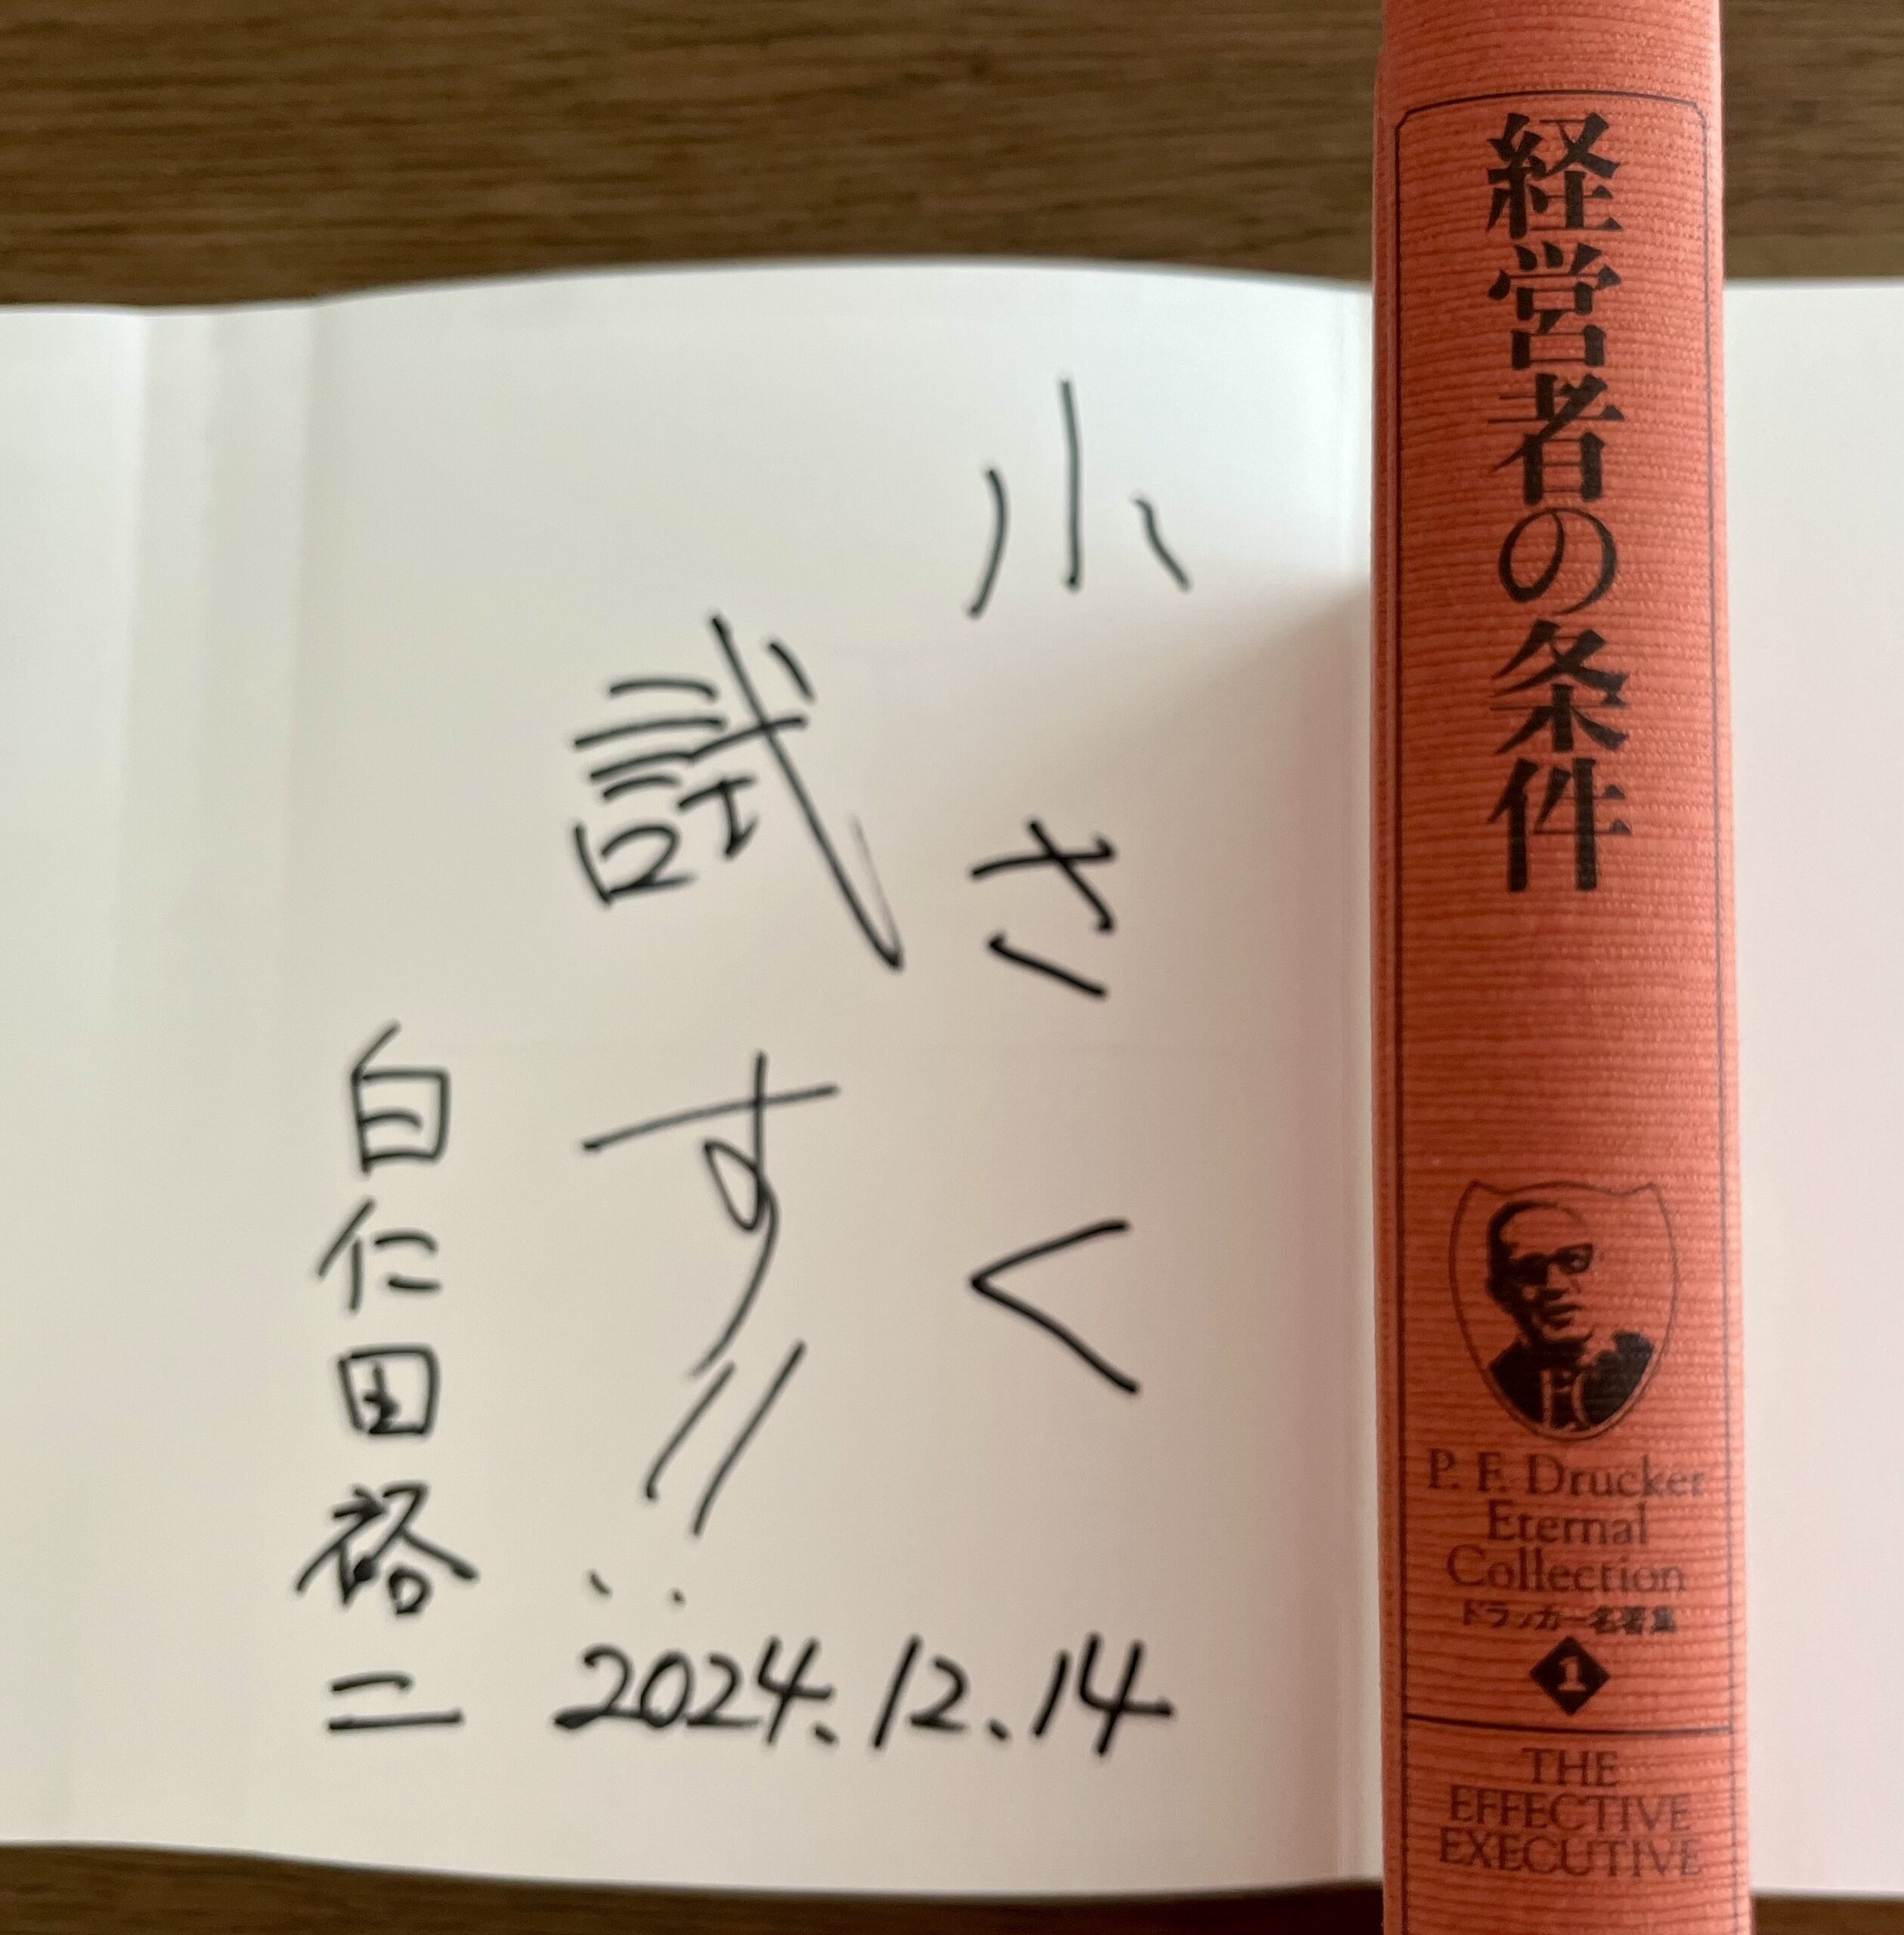 小さく
試す!!
白仁田裕二
2024.12.14
経営者の条件
P. F. Drucker
Eternal
Collection
ドラッカー名著集
1
THE
EFFECTIVE
EXECUTIVE